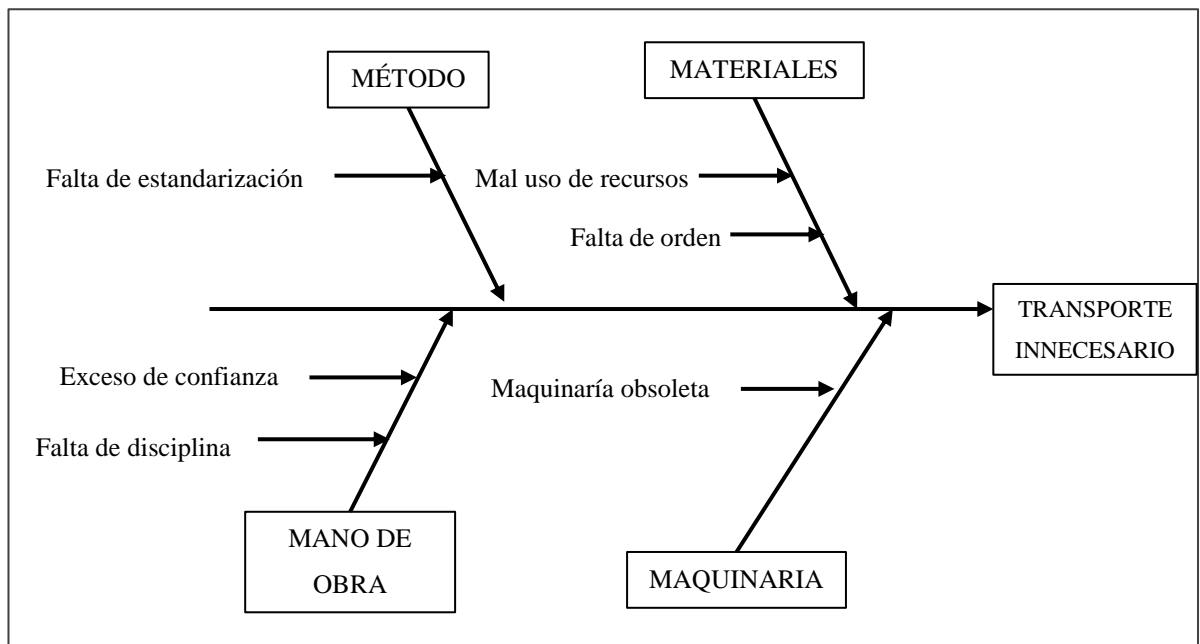 MÉTODO
MATERIALES
Falta de estandarización
Mal uso de recursos
Falta de orden
TRANSPORTE
INNECESARIO
Exceso de confianza
Maquinaría obsoleta
Falta de disciplina
MANO DE
OBRA
MAQUINARIA